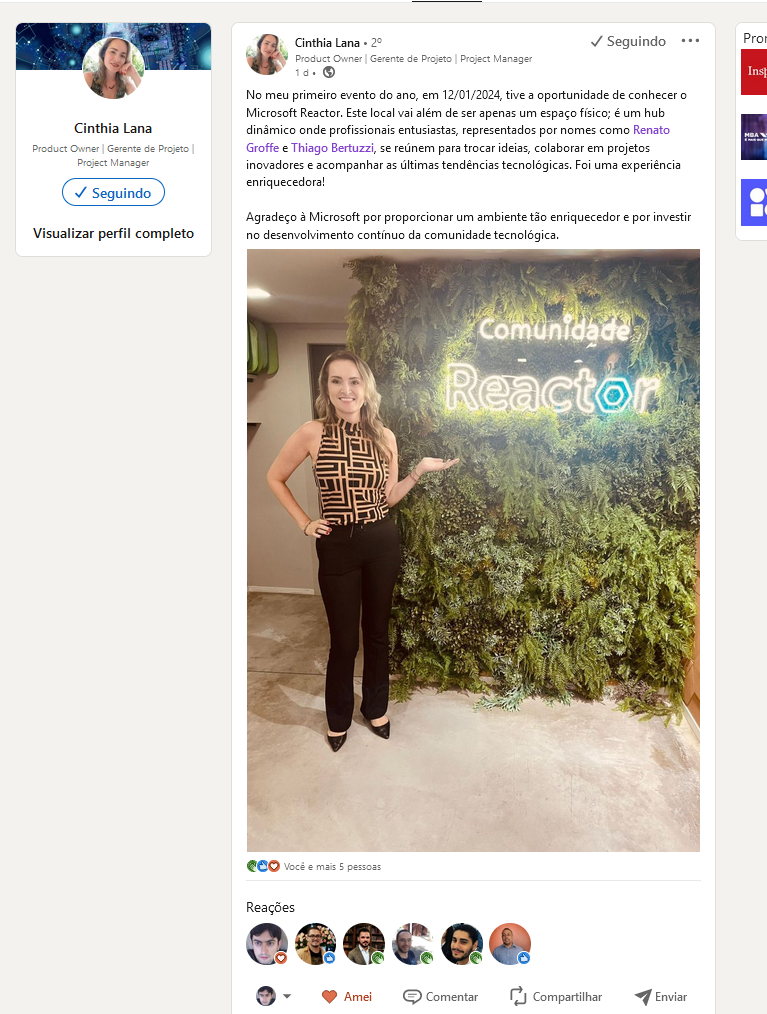 Cinthia Lana
Product Owner | Gerente de Projeto |
Project Manager
Seguindo
Visualizar perfil completo
Cinthia Lana • 2º
Seguindo
Product Owner | Gerente de Projeto | Project Manager
1 d •
No meu primeiro evento do ano, em 12/01/2024, tive a oportunidade de conhecer o
Microsoft Reactor. Este local vai além de ser apenas um espaço físico; é um hub
dinâmico onde profissionais entusiastas, representados por nomes como Renato
Groffe e Thiago Bertuzzi, se reúnem para trocar ideias, colaborar em projetos
inovadores e acompanhar as últimas tendências tecnológicas. Foi uma experiência
enriquecedora!
Agradeço à Microsoft por proporcionar um ambiente tão enriquecedor e por investir
no desenvolvimento contínuo da comunidade tecnológica.
Comunidade
Reactor
Você e mais 5 pessoas
Reações
Amei
Comentar
Compartilhar
Enviar
Pror
Insp
MBA